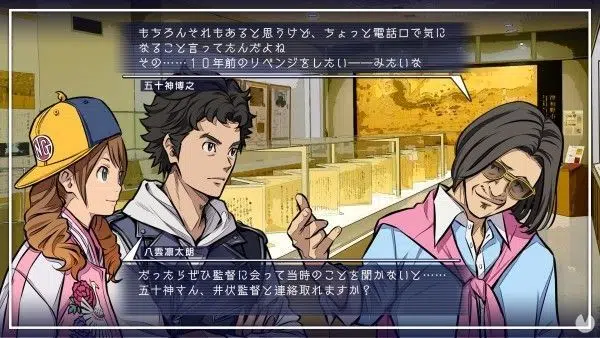 もちろんそれもあると思うけど、ちょっと電話口で気に
なること言ってたんだよね
その……１０年前のリベンジをしたい――みたいな
五十神博之
八雲凛太朗
だったらぜひ監督に会って当時のことを聞かないと……
五十神さん、井伏監督と連絡取れますか？